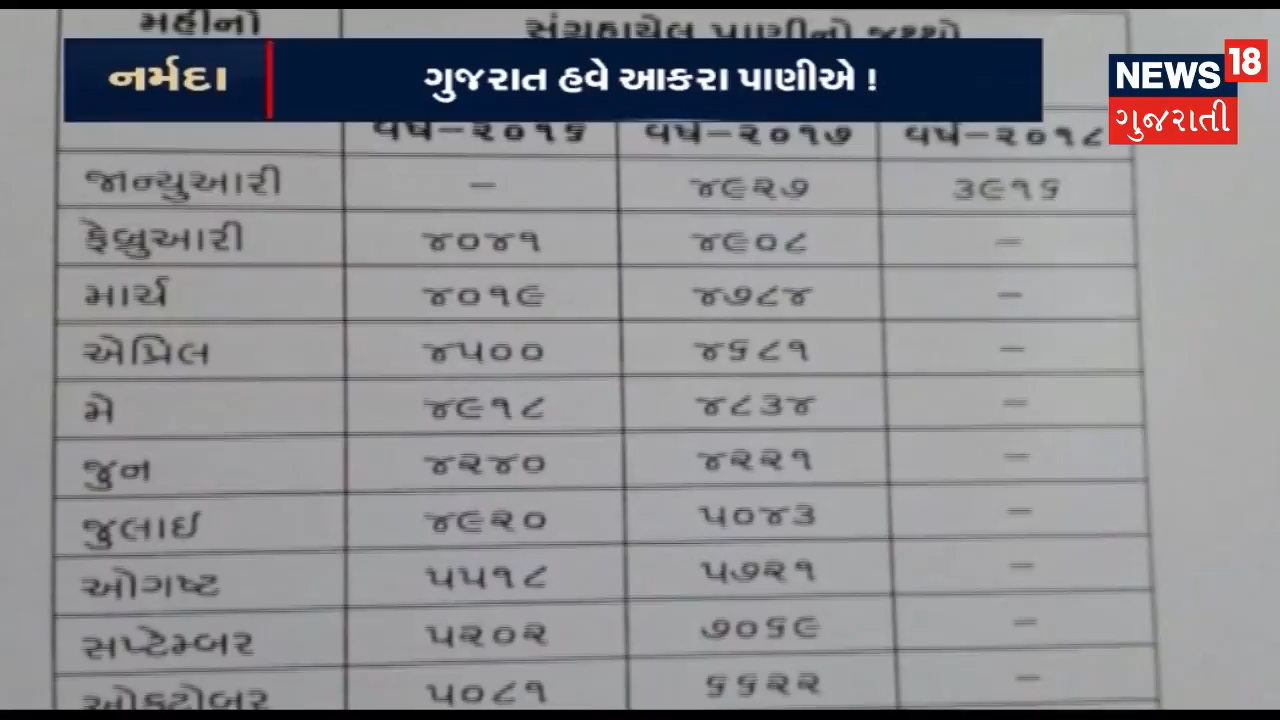 મહીનો સંગ્રહાયેલ પાણીનો જથ્થો
નર્મદા ગુજરાત હવે આકરા પાણીએ !
NEWS 18
ગુજરાતી
વર્ષ-૨૦૧૬ વર્ષ-૨૦૧૭ વર્ષ-૨૦૧૮
જાન્યુઆરી - ૪૯૨૭ ૩૯૧૬
ફેબ્રુઆરી ૪૦૪૧ ૪૯૦૮ -
માર્ચ ૪૦૧૯ ૪૭૮૪ -
એપ્રિલ ૪૫૦૦ ૪૬૮૧ -
મે ૪૯૧૮ ૪૮૩૪ -
જુન ૪૨૪૦ ૪૨૨૧ -
જુલાઈ ૪૯૨૦ ૫૦૪૩ -
ઓગષ્ટ ૫૫૧૮ ૫૭૨૧ -
સપ્ટેમ્બર ૫૨૦૨ ૭૦૬૯ -
ઓક્ટોબર ૫૦૮૧ ૬૬૨૨ -